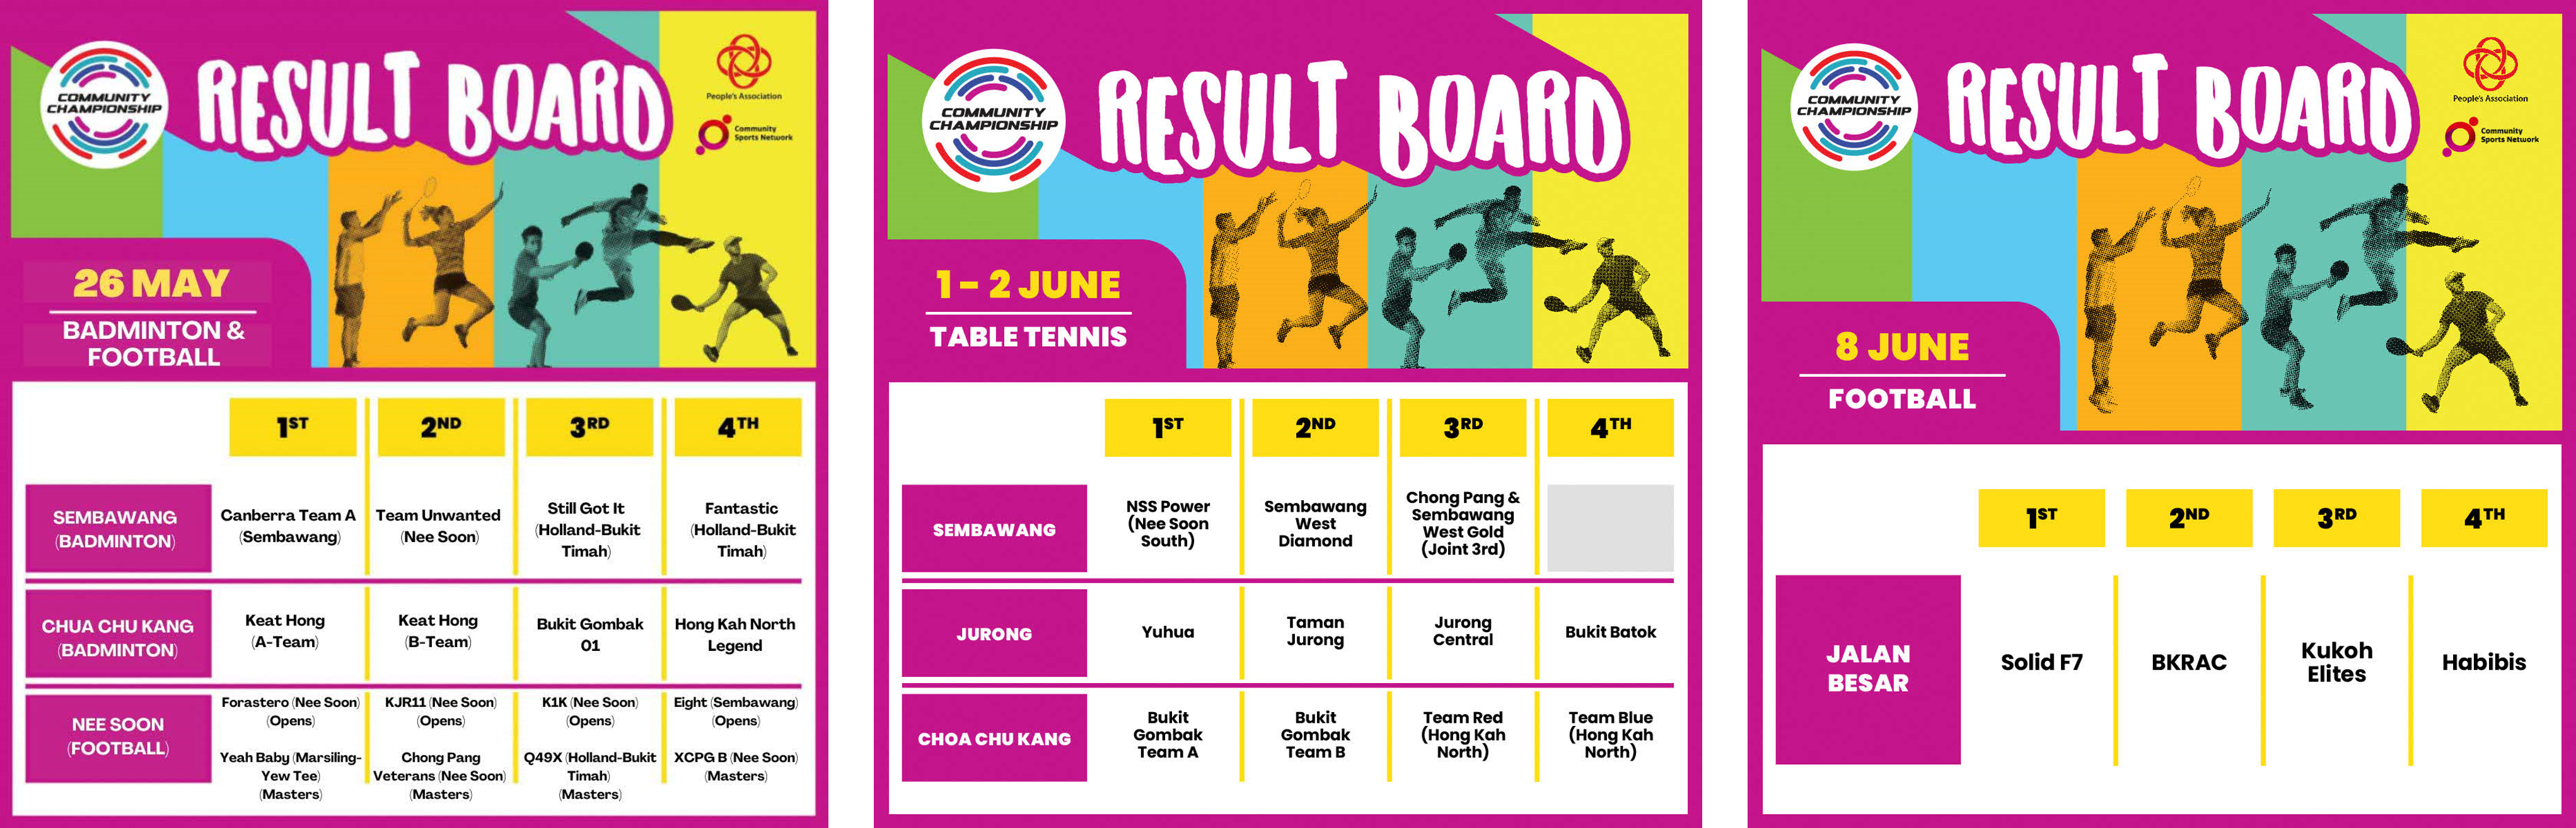 COMMUNITY
CHAMPIONSHIP
RESULT BOARD
People's Association
Community
Sports Network
26 MAY
BADMINTON &
FOOTBALL
1ST
2ND
3RD
4TH
SEMBAWANG
(BADMINTON)
Canberra Team A
(Sembawang)
Team Unwanted
(Nee Soon)
Still Got It
(Holland-Bukit
Timah)
Fantastic
(Holland-Bukit
Timah)
CHUA CHU KANG
(BADMINTON)
Keat Hong
(A-Team)
Keat Hong
(B-Team)
Bukit Gombak
01
Hong Kah North
Legend
NEE SOON
(FOOTBALL)
Forastero (Nee Soon)
(Opens)
Yeah Baby (Marsiling-
Yew Tee)
(Masters)
KJR11 (Nee Soon)
(Opens)
Chong Pang
Veterans (Nee Soon)
(Masters)
K1K (Nee Soon)
(Opens)
Q49X (Holland-Bukit
Timah)
(Masters)
Eight (Sembawang)
(Opens)
XCPG B (Nee Soon)
(Masters)
COMMUNITY
CHAMPIONSHIP
RESULT BOARD
1 - 2 JUNE
TABLE TENNIS
1ST
2ND
3RD
4TH
SEMBAWANG
NSS Power
(Nee Soon
South)
Sembawang
West
Diamond
Chong Pang &
Sembawang
West Gold
(Joint 3rd)
JURONG
Yuhua
Taman
Jurong
Jurong
Central
Bukit Batok
CHOA CHU KANG
Bukit
Gombak
Team A
Bukit
Gombak
Team B
Team Red
(Hong Kah
North)
Team Blue
(Hong Kah
North)
COMMUNITY
CHAMPIONSHIP
RESULT BOARD
People's Association
Community
Sports Network
8 JUNE
FOOTBALL
1ST
2ND
3RD
4TH
JALAN
BESAR
Solid F7
BKRAC
Kukoh
Elites
Habibis